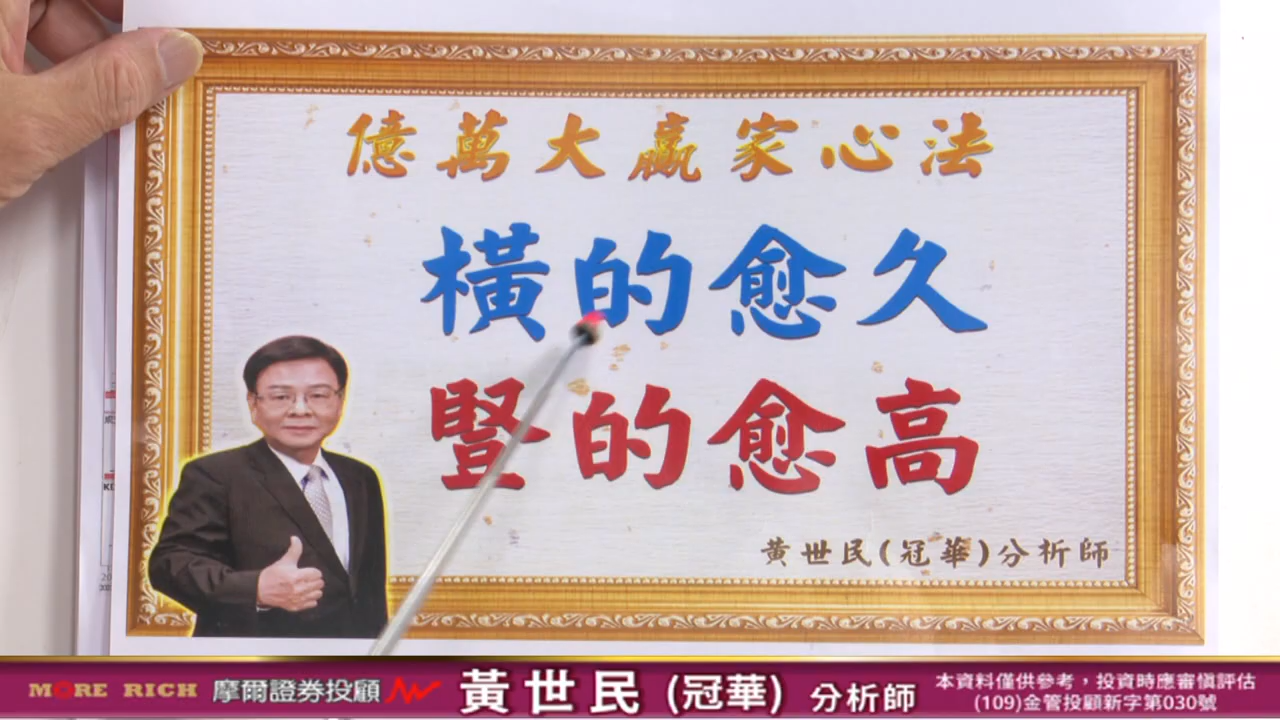 億萬大贏家心法
橫的愈久
豎的愈高
黃世民(冠華)分析師
MORE RICH 摩爾證券投顧 黃世民(冠華)分析師
本資料僅供參考，投資時應審慎評估
(109)金管投顧新字第030號